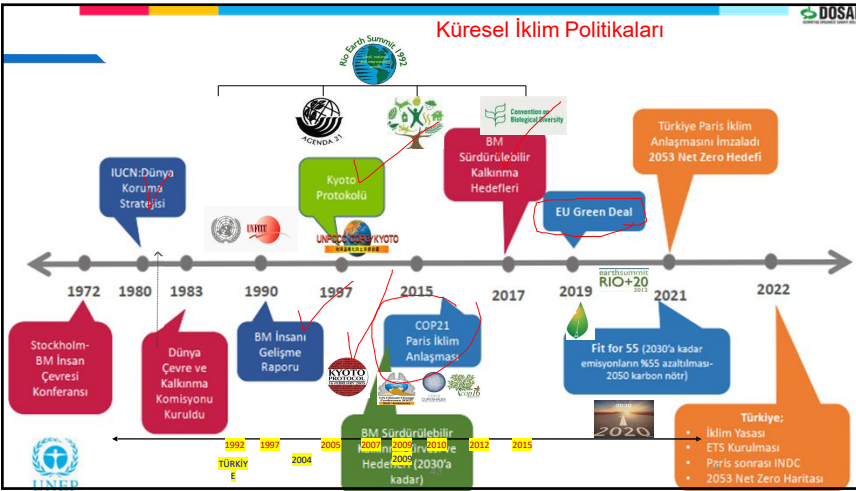 DOSAB
Küresel İklim Politikaları
Rio Earth Summit 1992
AGENDA 21
Convention on
Biological Diversity
Türkiye Paris İklim
Anlaşmasını İmzaladı
2053 Net Zero Hedefi
BM
Sürdürülebilir
Kalkınma
Hedefleri
IUCN:Dünya
Koruma
Stratejisi
Kyoto
Protokolü
EU Green Deal
UNFCCC
KYOTO
earthsummit
RIO+20
2012
1972
1980
1983
1990
1997
2015
2017
2019
2021
2022
Stockholm-
BM İnsan
Çevresi
Konferansı
Dünya
Çevre ve
Kalkınma
Komisyonu
Kuruldu
BM İnsani
Gelişme
Raporu
KYOTO
PROTOCOL
COP21
Paris İklim
Anlaşması
Fit for 55 (2030'a kadar
emisyonların %55 azaltılması-
2050 karbon nötr)
2030
2020
BM Sürdürülebilir
Kalkınma
ve
Hedefleri (2030'a
kadar)
1992
1997
2005
2007
2009
2010
2012
2015
TÜRKİY
E
2004
2009
Türkiye;
• İklim Yasası
• ETS Kurulması
• Paris sonrası INDC
• 2053 Net Zero Haritası
UNEP